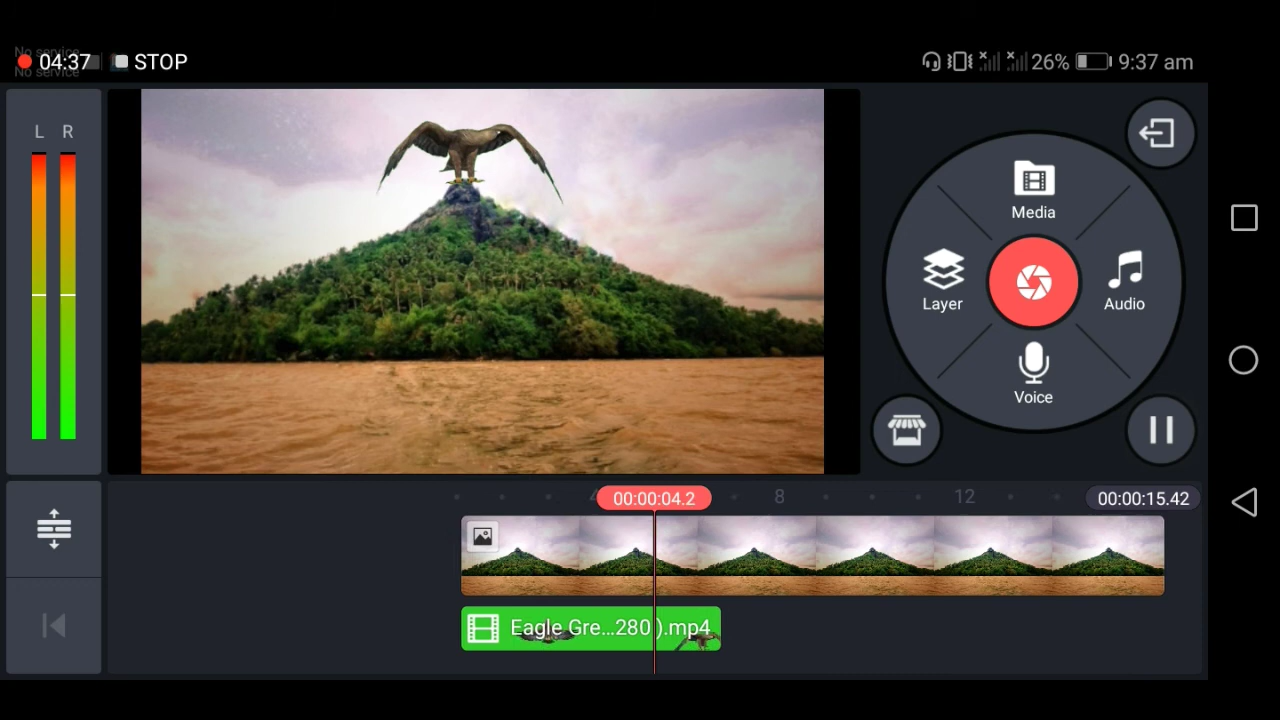 No service
04:37 STOP
No service
26% 9:37 am
L R
Media
Layer
Audio
Voice
00:00:04.2
8
12
00:00:15.42
Eagle Gre...280 ).mp4